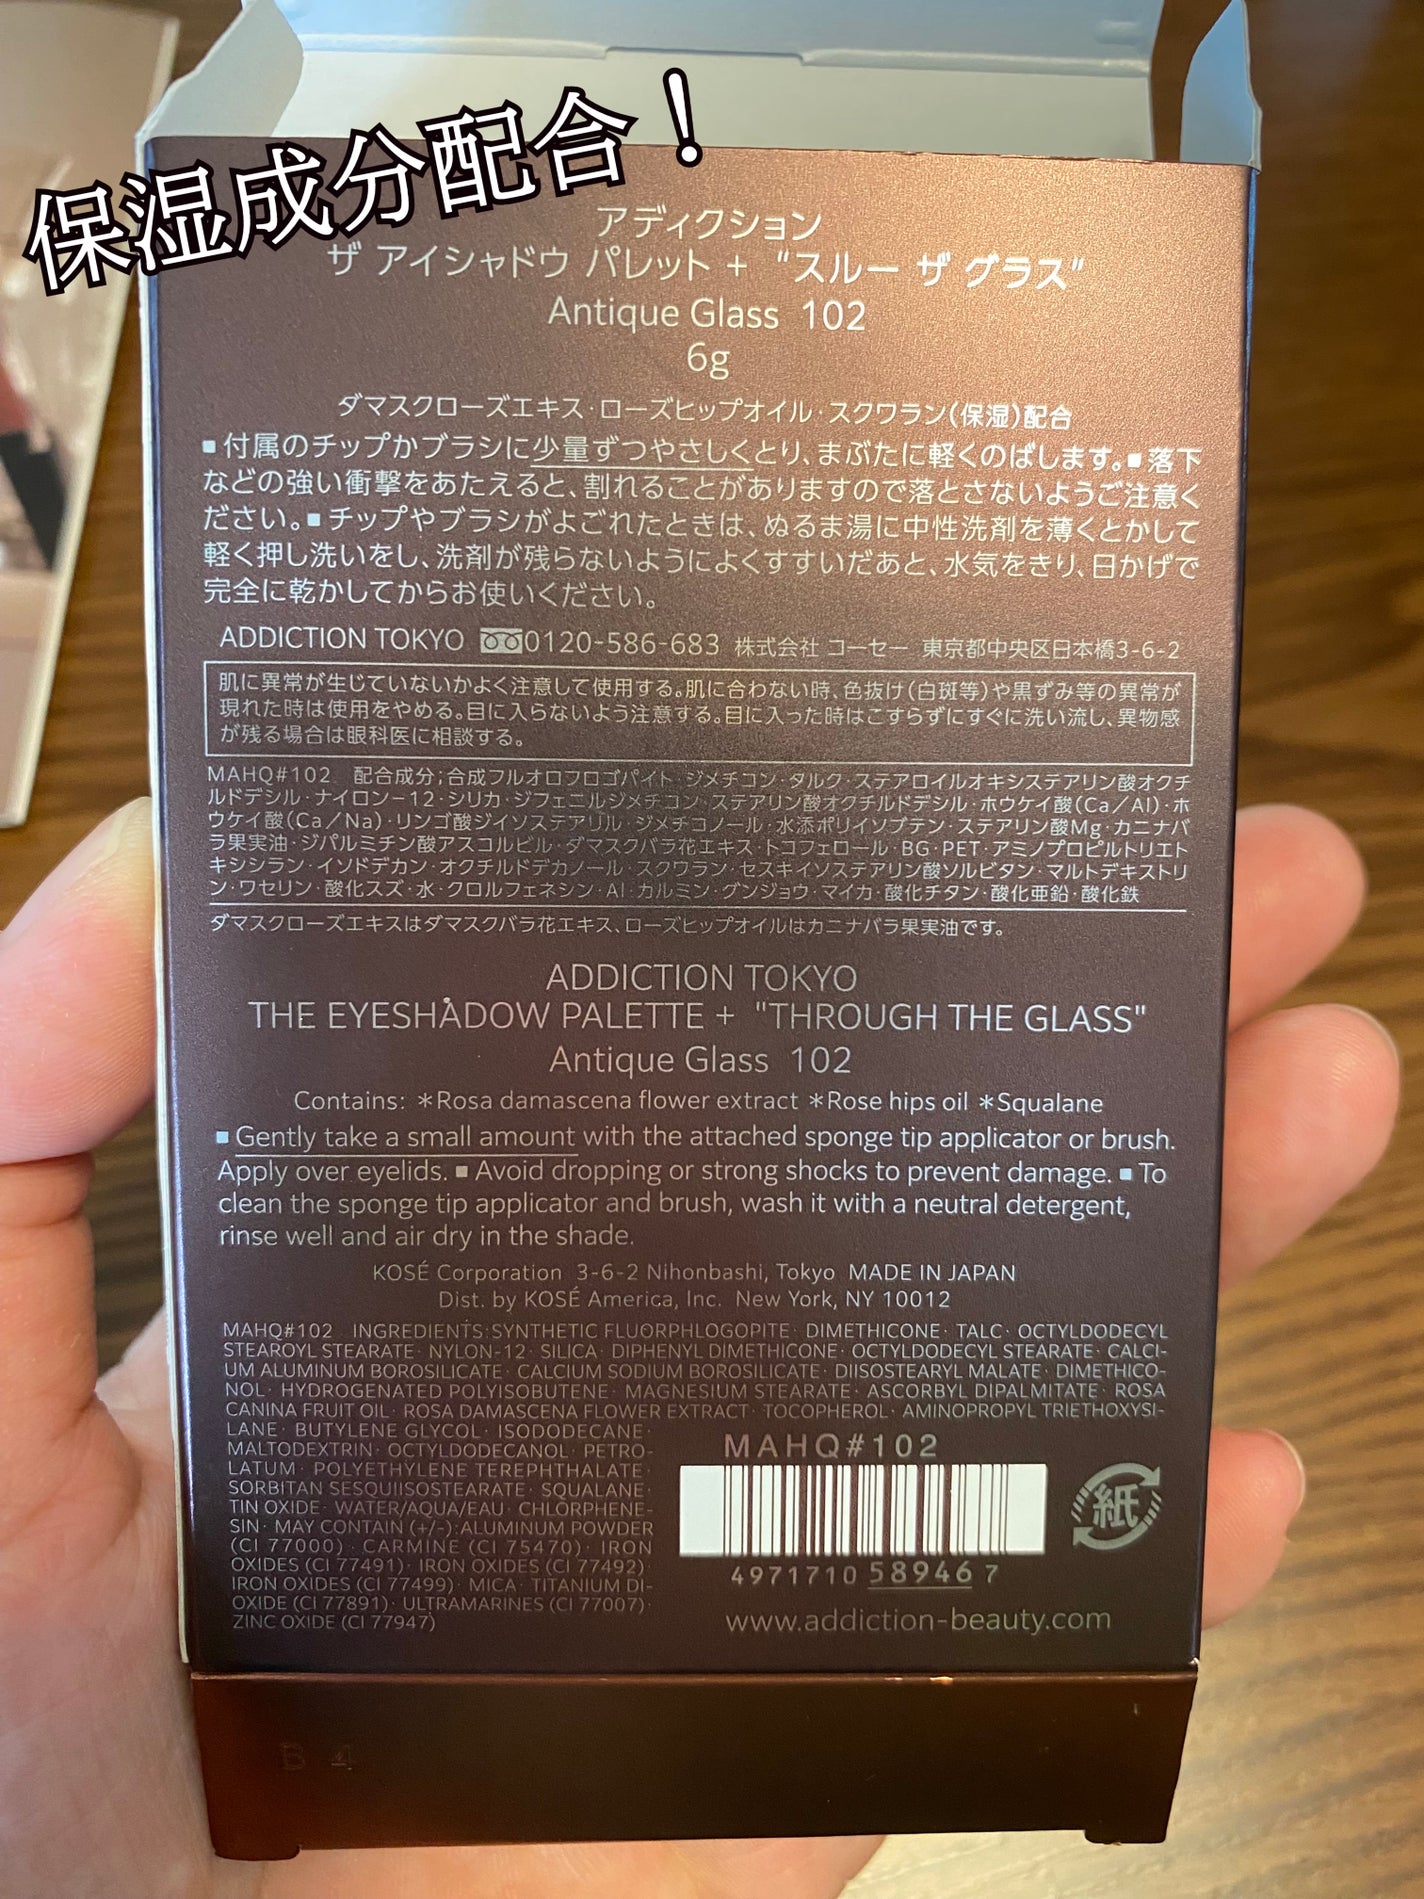 保湿成分配合！
アディクション
ザ アイシャドウ パレット + "スルー ザ グラス"
Antique Glass 102
6g
ダマスクローズエキス・ローズヒップオイル・スクワラン(保湿)配合
■付属のチップかブラシに少量ずつやさしくとり、まぶたに軽くのばします。■落下
などの強い衝撃をあたえると、割れることがありますので落とさないようご注意く
ださい。■チップやブラシがよごれたときは、ぬるま湯に中性洗剤を薄くとかして
軽く押し洗いをし、洗剤が残らないようによくすすいだあと、水気をきり、日かげで
完全に乾かしてからお使いください。
ADDICTION TOKYO 0120-586-683 株式会社 コーセー 東京都中央区日本橋3-6-2
肌に異常が生じていないかよく注意して使用する。肌に合わない時、色抜け(白斑等)や黒ずみ等の異常が
現れた時は使用をやめる。目に入らないよう注意する。目に入った時はこすらずにすぐに洗い流し、異物感
が残る場合は眼科医に相談する。
MAHQ#102 配合成分;合成フルオロフロゴパイト・ジメチコン・タルク・ステアロイルオキシステアリン酸オクチ
ルドデシル・ナイロン-12・シリカ・ジフェニルジメチコン・ステアリン酸オクチルドデシル・ホウケイ酸(Ca/Al)・ホ
ウケイ酸(Ca/Na)・リンゴ酸ジイソステアリル・ジメチコノール・水添ポリイソブテン・ステアリン酸Mg・カニナバ
ラ果実油・ジパルミチン酸アスコルビル・ダマスクバラ花エキス・トコフェロール・BG・PET・アミノプロピルトリエト
キシシラン・イソドデカン・オクチルドデカノール・スクワラン・セスキイソステアリン酸ソルビタン・マルトデキストリ
ン・ワセリン・酸化スズ・水・クロルフェネシン・Al・カルミン・グンジョウ・マイカ・酸化チタン・酸化亜鉛・酸化鉄
ダマスクローズエキスはダマスクバラ花エキス、ローズヒップオイルはカニナバラ果実油です。
ADDICTION TOKYO
THE EYESHADOW PALETTE + "THROUGH THE GLASS"
Antique Glass 102
Contains: *Rosa damascena flower extract *Rose hips oil *Squalane
■ Gently take a small amount with the attached sponge tip applicator or brush.
Apply over eyelids. ■ Avoid dropping or strong shocks to prevent damage. ■ To
clean the sponge tip applicator and brush, wash it with a neutral detergent,
rinse well and air dry in the shade.
KOSÉ Corporation 3-6-2 Nihonbashi, Tokyo MADE IN JAPAN
Dist. by KOSÉ America, Inc. New York, NY 10012
MAHQ#102 INGREDIENTS:SYNTHETIC FLUORPHLOGOPITE· DIMETHICONE· TALC· OCTYLDODECYL
STEAROYL STEARATE· NYLON-12· SILICA· DIPHENYL DIMETHICONE· OCTYLDODECYL STEARATE· CALCI-
UM ALUMINUM BOROSILICATE· CALCIUM SODIUM BOROSILICATE· DIISOSTEARYL MALATE· DIMETHICO-
NOL· HYDROGENATED POLYISOBUTENE· MAGNESIUM STEARATE· ASCORBYL DIPALMITATE· ROSA
CANINA FRUIT OIL· ROSA DAMASCENA FLOWER EXTRACT· TOCOPHEROL· AMINOPROPYL TRIETHOXYSI-
LANE· BUTYLENE GLYCOL· ISODODECANE·
MALTODEXTRIN· OCTYLDODECANOL· PETRO-
LATUM· POLYETHYLENE TEREPHTHALATE·
SORBITAN SESQUIISOSTEARATE· SQUALANE·
TIN OXIDE· WATER/AQUA/EAU· CHLORPHENE-
SIN· MAY CONTAIN (+/-):ALUMINUM POWDER
(CI 77000)· CARMINE (CI 75470)· IRON
OXIDES (CI 77491)· IRON OXIDES (CI 77492)·
IRON OXIDES (CI 77499)· MICA· TITANIUM DI-
OXIDE (CI 77891)· ULTRAMARINES (CI 77007)·
ZINC OXIDE (CI 77947)
MAHQ#102
4971710 58946 7
紙
www.addiction-beauty.com
B 4